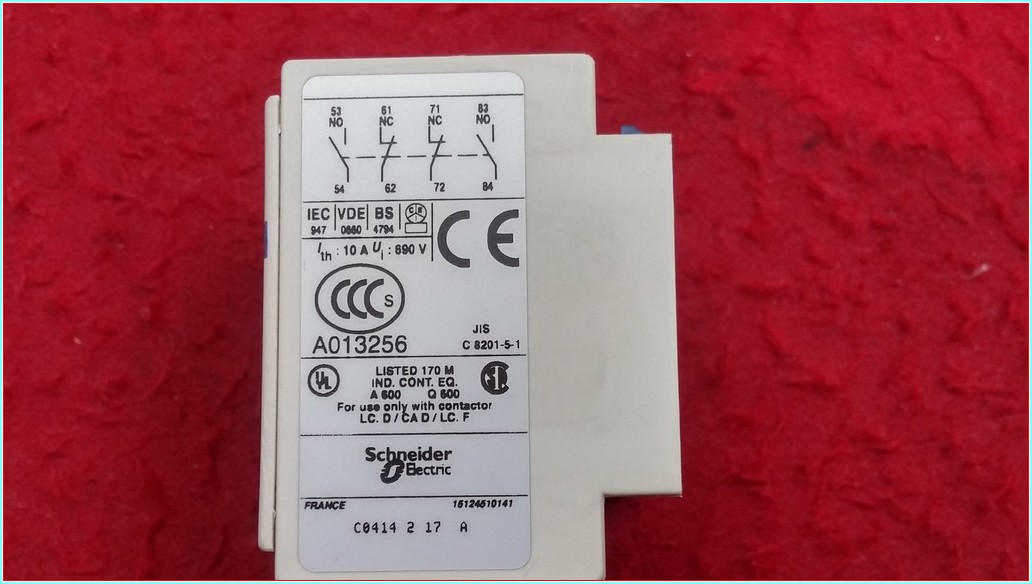 53 61 71 83
NO NC NC NO
54 62 72 84
IEC VDE BS CE
947 0660 4794
Ith : 10 A Ui : 690 V
CE
CCC S
A013256
JIS
C 8201-5-1
UL
LISTED 170 M
IND. CONT. EQ.
A 600 Q 600
For use only with contactor
LC. D / CA D / LC. F
Schneider
Electric
FRANCE 15124510141
C0414 2 17 A